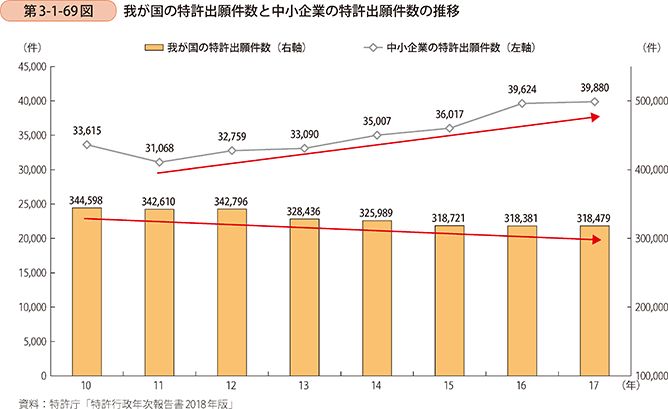 第3-1-69図 我が国の特許出願件数と中小企業の特許出願件数の推移
(件) 我が国の特許出願件数（右軸） 中小企業の特許出願件数（左軸） (件)
45,000
40,000 39,624 39,880 500,000
35,000 33,615 31,068 32,759 33,090 35,007 36,017
30,000 400,000
25,000 344,598 342,610 342,796 328,436 325,989 318,721 318,381 318,479
20,000 300,000
15,000
10,000 200,000
5,000
0 100,000
10 11 12 13 14 15 16 17 (年)
資料：特許庁「特許行政年次報告書2018年版」